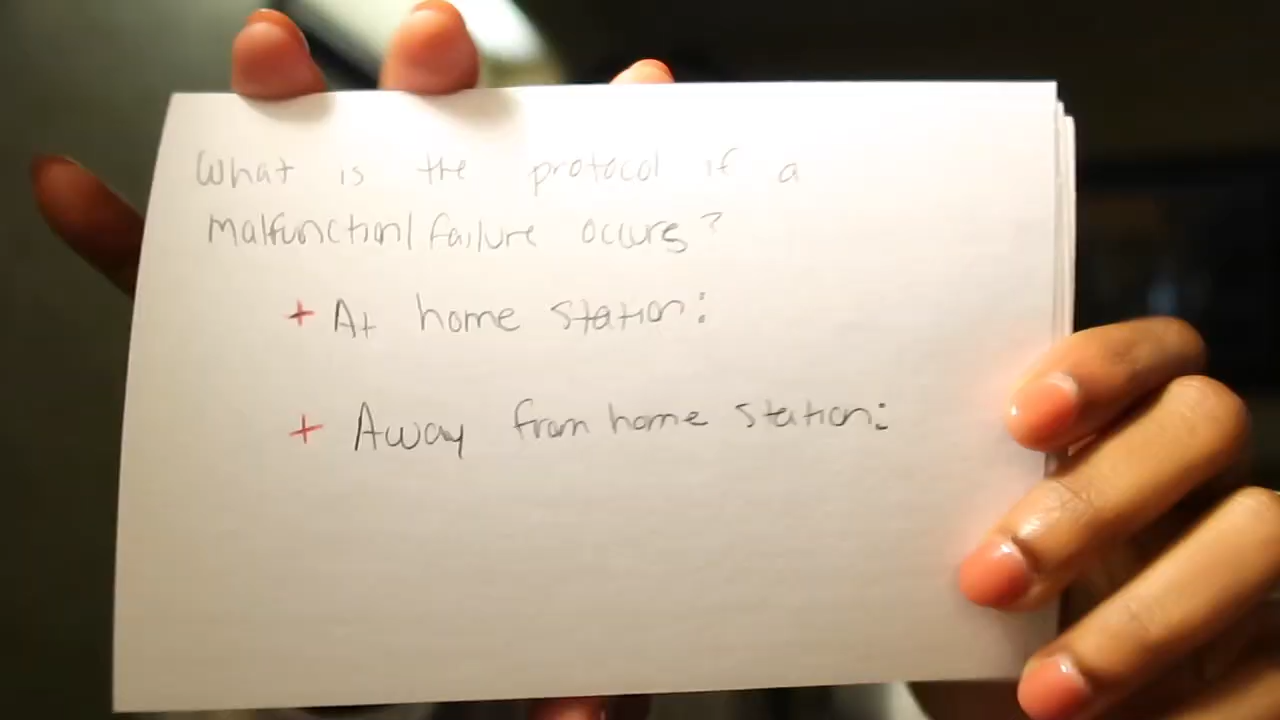 What is the protocol if a
malfunction/failure occurs?
+ At home station:
+ Away from home station: